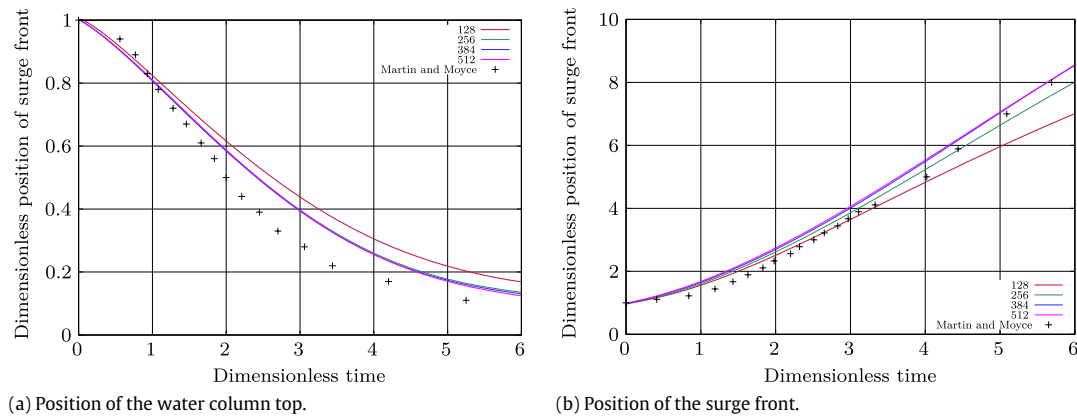 1
0.8
0.6
0.4
0.2
0
0 1 2 3 4 5 6
Dimensionless position of surge front
Dimensionless time
128
256
384
512
Martin and Moyce
(a) Position of the water column top.
10
8
6
4
2
0
0 1 2 3 4 5 6
Dimensionless position of surge front
Dimensionless time
128
256
384
512
Martin and Moyce
(b) Position of the surge front.